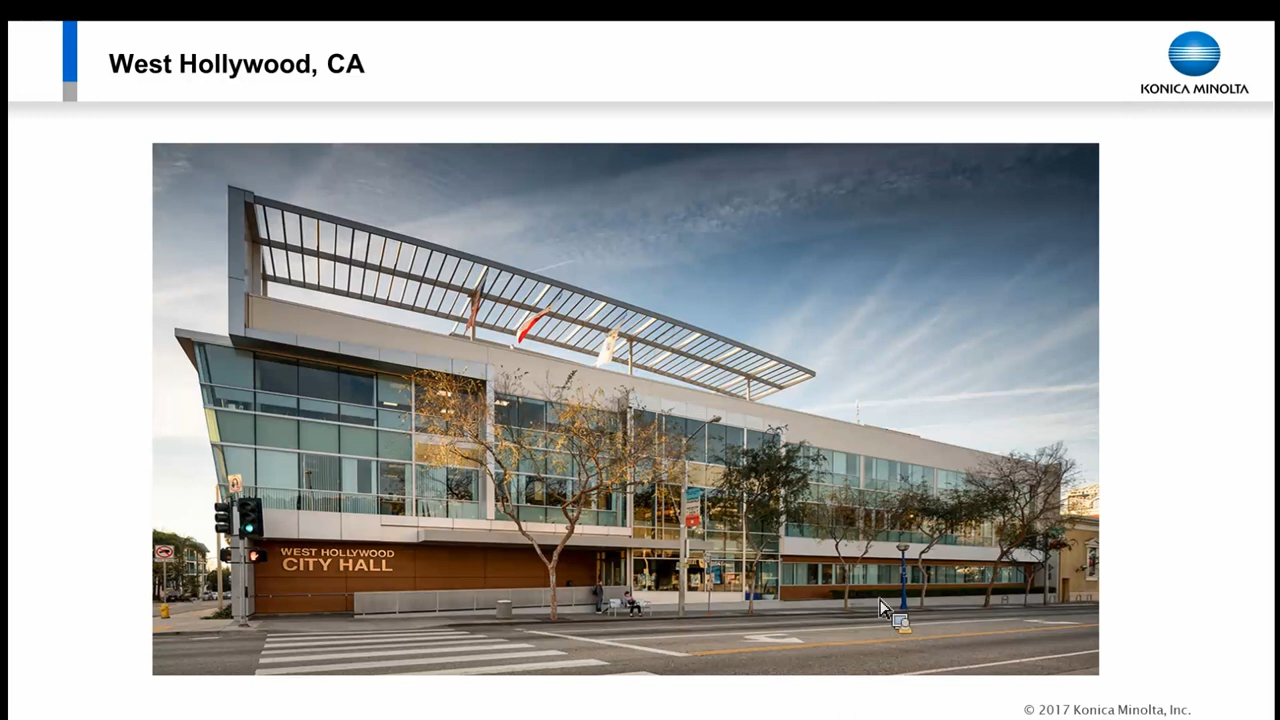 West Hollywood, CA
KONICA MINOLTA
WEST HOLLYWOOD
CITY HALL
© 2017 Konica Minolta, Inc.